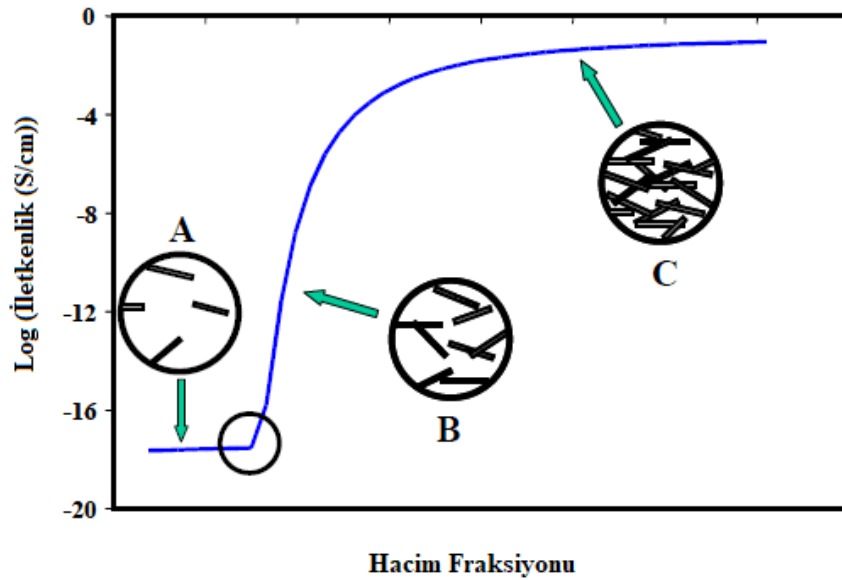 0
-4
-8
-12
-16
-20
Log (İletkenlik (S/cm))
A
B
C
Hacim Fraksiyonu